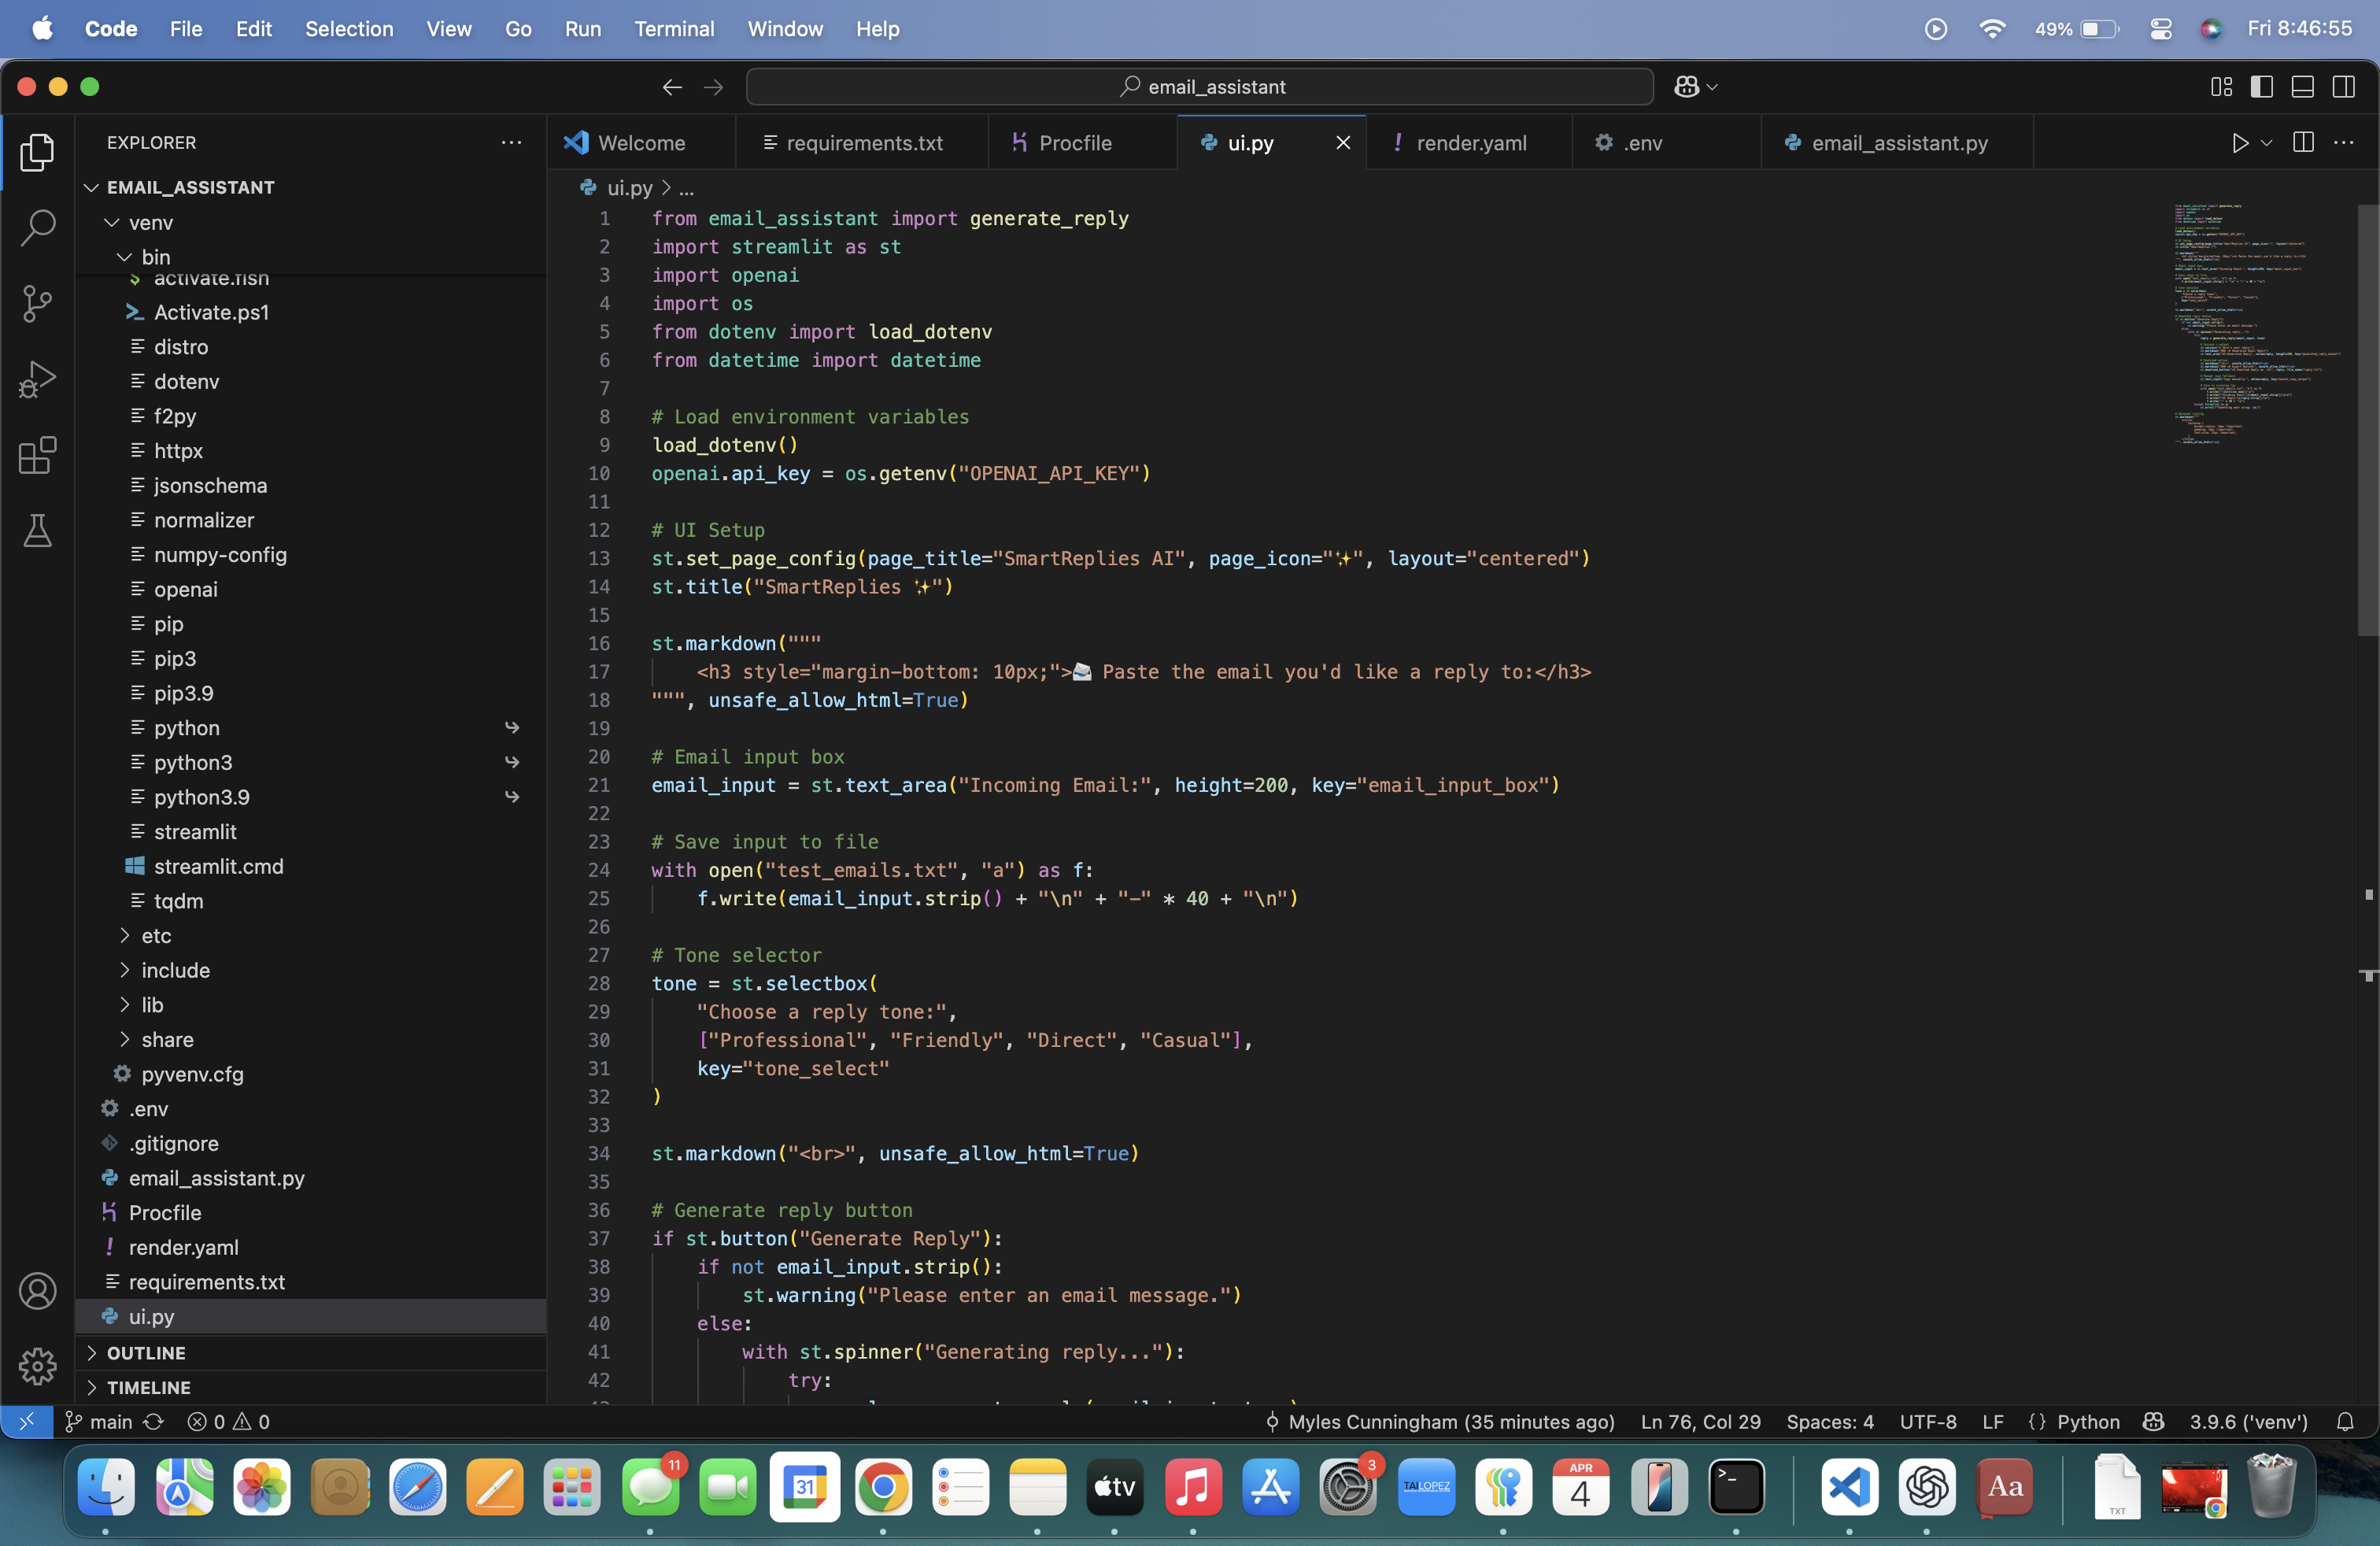 Code File Edit Selection View Go Run Terminal Window Help 49% Fri 8:46:55
email_assistant
EXPLORER
Welcome requirements.txt Procfile ui.py render.yaml .env email_assistant.py
EMAIL_ASSISTANT
venv
bin
activate.fish
Activate.ps1
distro
dotenv
f2py
httpx
jsonschema
normalizer
numpy-config
openai
pip
pip3
pip3.9
python
python3
python3.9
streamlit
streamlit.cmd
tqdm
etc
include
lib
share
pyvenv.cfg
.env
.gitignore
email_assistant.py
Procfile
render.yaml
requirements.txt
ui.py
OUTLINE
TIMELINE
ui.py > ...
1 from email_assistant import generate_reply
2 import streamlit as st
3 import openai
4 import os
5 from dotenv import load_dotenv
6 from datetime import datetime
7
8 # Load environment variables
9 load_dotenv()
10 openai.api_key = os.getenv("OPENAI_API_KEY")
11
12 # UI Setup
13 st.set_page_config(page_title="SmartReplies AI", page_icon="✨", layout="centered")
14 st.title("SmartReplies ✨")
15
16 st.markdown("""
17     <h3 style="margin-bottom: 10px;">📨 Paste the email you'd like a reply to:</h3>
18 """, unsafe_allow_html=True)
19
20 # Email input box
21 email_input = st.text_area("Incoming Email:", height=200, key="email_input_box")
22
23 # Save input to file
24 with open("test_emails.txt", "a") as f:
25     f.write(email_input.strip() + "\n" + "-" * 40 + "\n")
26
27 # Tone selector
28 tone = st.selectbox(
29     "Choose a reply tone:",
30     ["Professional", "Friendly", "Direct", "Casual"],
31     key="tone_select"
32 )
33
34 st.markdown("<br>", unsafe_allow_html=True)
35
36 # Generate reply button
37 if st.button("Generate Reply"):
38     if not email_input.strip():
39         st.warning("Please enter an email message.")
40     else:
41         with st.spinner("Generating reply..."):
42             try:
main 0 0 Myles Cunningham (35 minutes ago) Ln 76, Col 29 Spaces: 4 UTF-8 LF {} Python 3.9.6 ('venv')
11
31
tv
3
TAI LOPEZ
APR
4
Aa
TXT